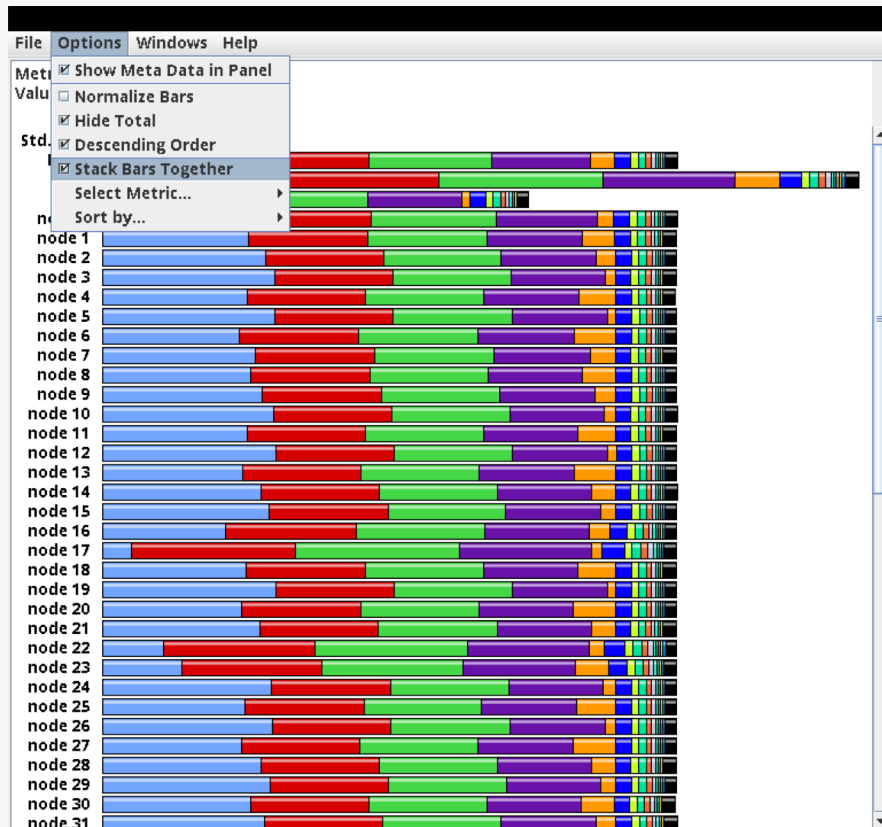 File Options Windows Help
Show Meta Data in Panel
Normalize Bars
Hide Total
Descending Order
Stack Bars Together
Select Metric...
Sort by...
Std.
node 1
node 2
node 3
node 4
node 5
node 6
node 7
node 8
node 9
node 10
node 11
node 12
node 13
node 14
node 15
node 16
node 17
node 18
node 19
node 20
node 21
node 22
node 23
node 24
node 25
node 26
node 27
node 28
node 29
node 30
node 31